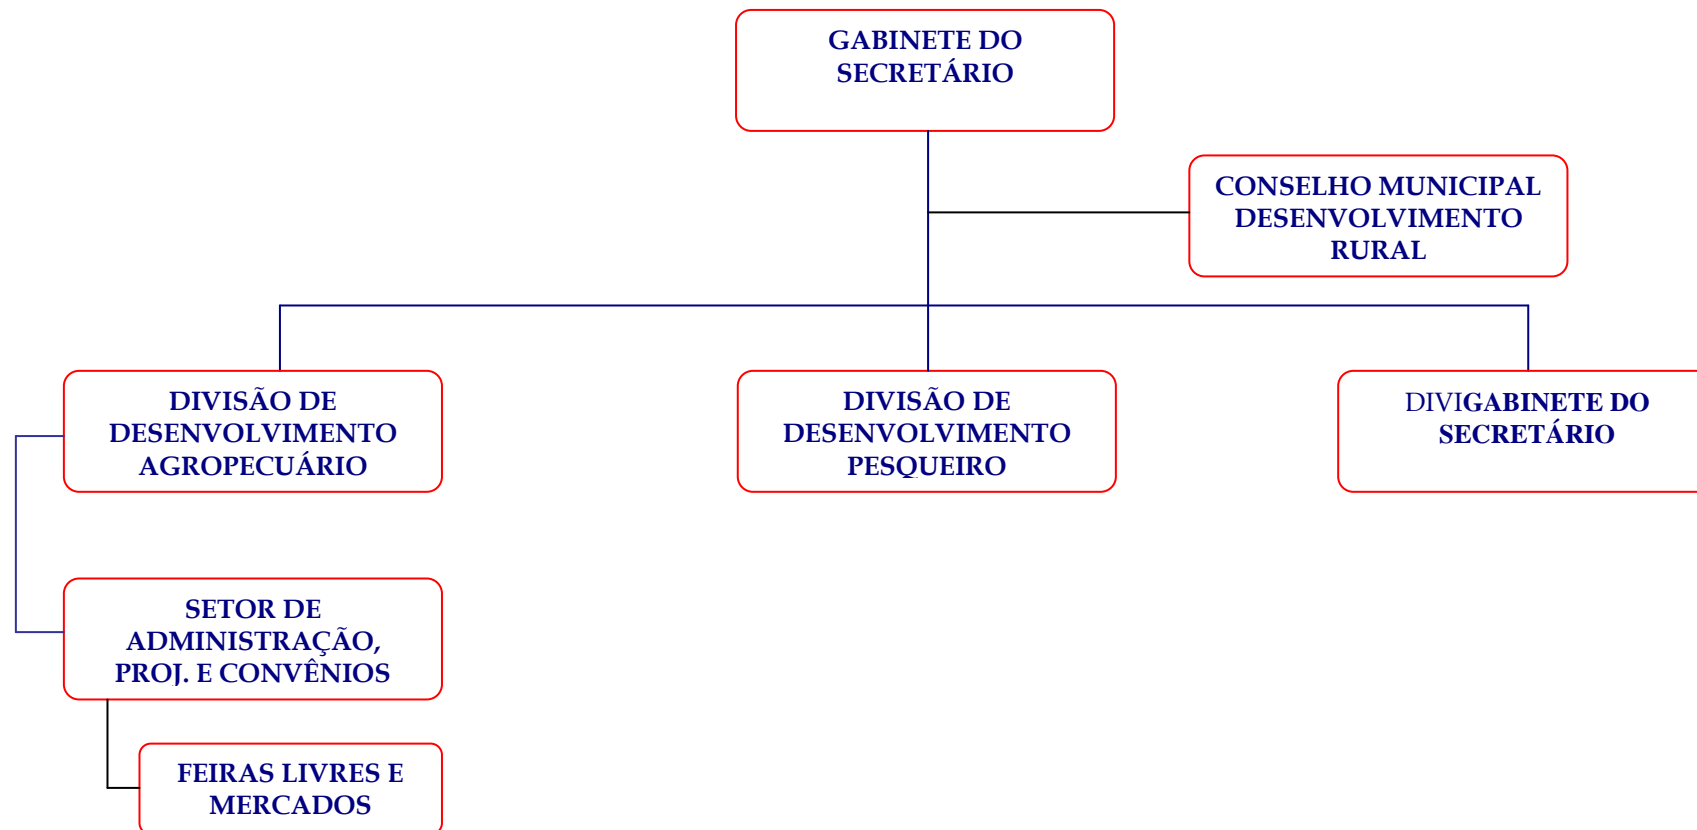 GABINETE DO
SECRETÁRIO
CONSELHO MUNICIPAL
DESENVOLVIMENTO
RURAL
DIVISÃO DE
DESENVOLVIMENTO
AGROPECUÁRIO
DIVISÃO DE
DESENVOLVIMENTO
PESQUEIRO
DIVIGABINETE DO
SECRETÁRIO
SETOR DE
ADMINISTRAÇÃO,
PROJ. E CONVÊNIOS
FEIRAS LIVRES E
MERCADOS